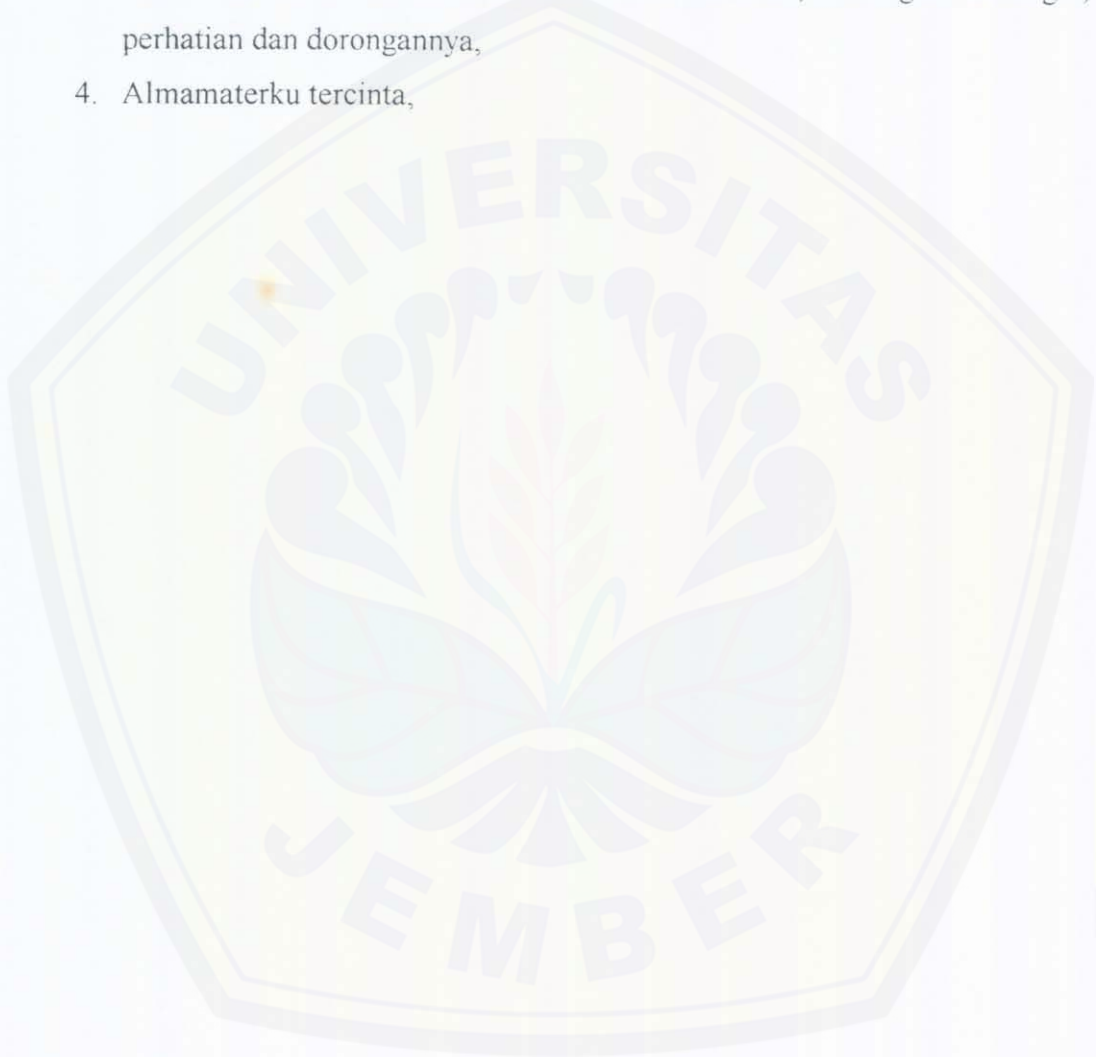 perhatian dan dorongannya,
4. Almamaterku tercinta,
UNIVERSITAS
JEMBER